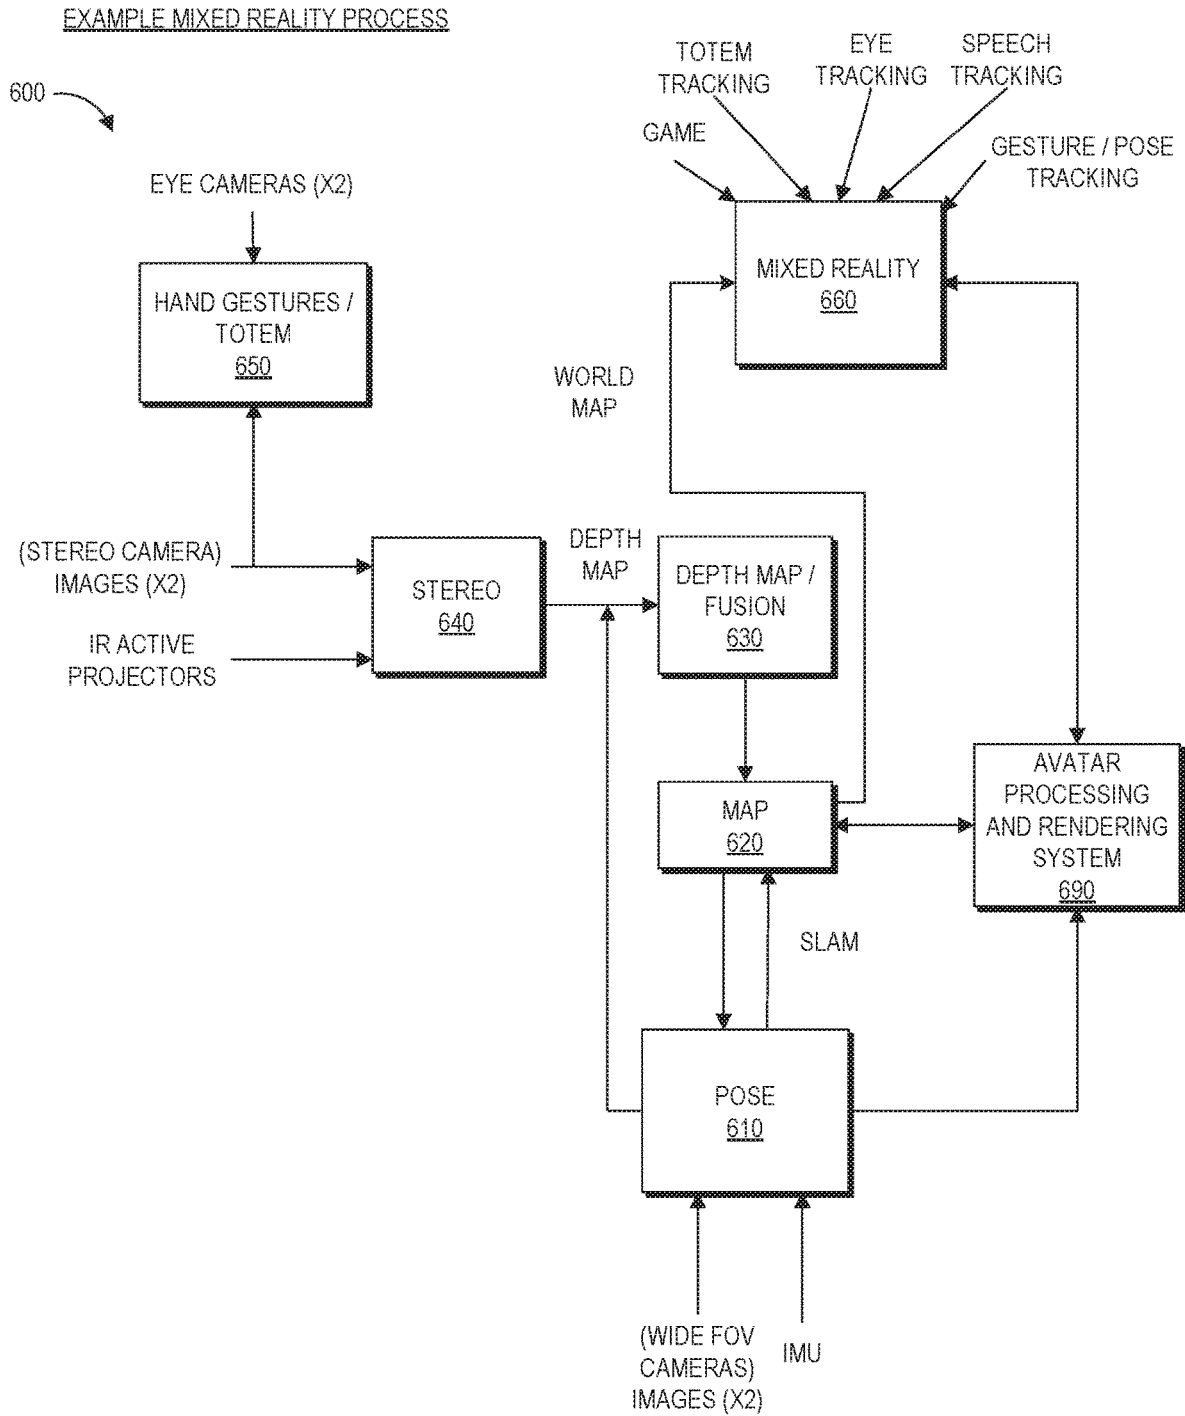 EXAMPLE MIXED REALITY PROCESS
600
TOTEM
TRACKING
EYE
TRACKING
SPEECH
TRACKING
GAME
GESTURE / POSE
TRACKING
EYE CAMERAS (X2)
HAND GESTURES /
TOTEM
650
MIXED REALITY
660
WORLD
MAP
(STEREO CAMERA)
IMAGES (X2)
IR ACTIVE
PROJECTORS
STEREO
640
DEPTH
MAP
DEPTH MAP /
FUSION
630
MAP
620
AVATAR
PROCESSING
AND RENDERING
SYSTEM
690
SLAM
POSE
610
(WIDE FOV
CAMERAS)
IMAGES (X2)
IMU